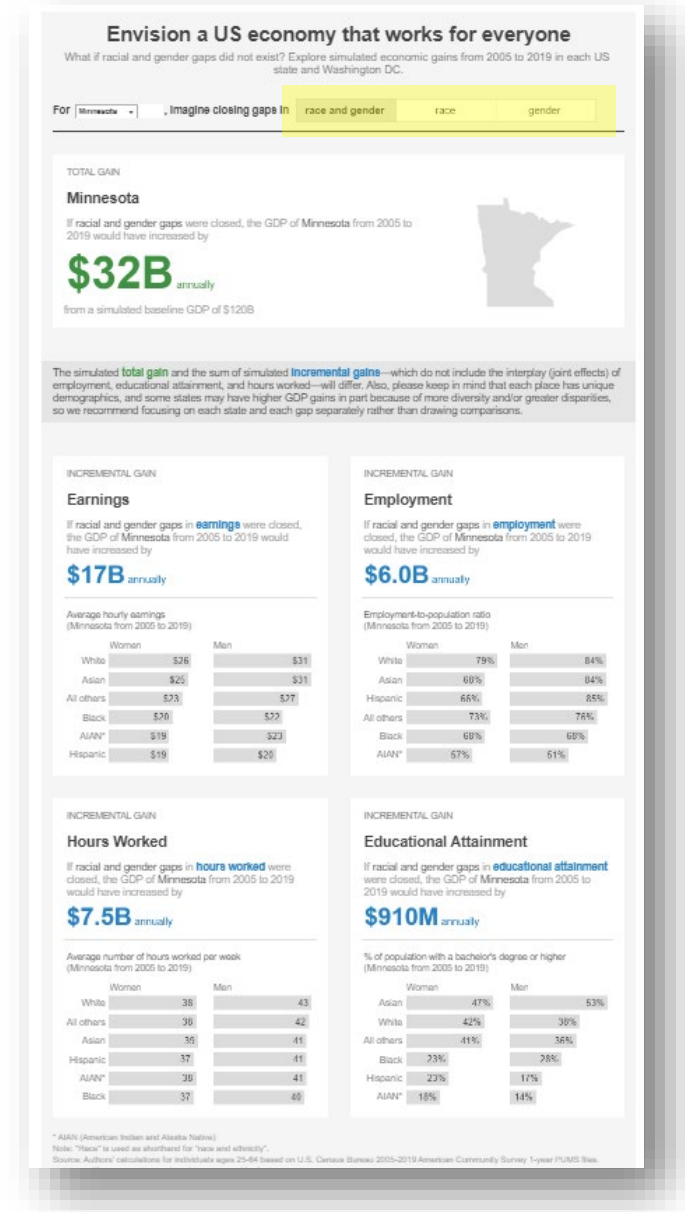 Envision a US economy that works for everyone
What if racial and gender gaps did not exist? Explore simulated economic gains from 2005 to 2019 in each US
state and Washington DC.
For Minnesota , imagine closing gaps in race and gender race gender
TOTAL GAIN
Minnesota
If racial and gender gaps were closed, the GDP of Minnesota from 2005 to
2019 would have increased by
$32B annually
from a simulated baseline GDP of $120B
The simulated total gain and the sum of simulated incremental gains—which do not include the interplay (joint effects) of
employment, educational attainment, and hours worked—will differ. Also, please keep in mind that each place has unique
demographics, and some states may have higher GDP gains in part because of more diversity and/or greater disparities,
so we recommend focusing on each state and each gap separately rather than drawing comparisons.
INCREMENTAL GAIN
Earnings
If racial and gender gaps in earnings were closed,
the GDP of Minnesota from 2005 to 2019 would
have increased by
$17B annually
Average hourly earnings
(Minnesota from 2005 to 2019)
Women Men
White $26 $31
Asian $25 $31
All others $23 $27
Black $20 $22
AIAN* $19 $23
Hispanic $19 $20
INCREMENTAL GAIN
Employment
If racial and gender gaps in employment were
closed, the GDP of Minnesota from 2005 to 2019
would have increased by
$6.0B annually
Employment-to-population ratio
(Minnesota from 2005 to 2019)
Women Men
White 79% 84%
Asian 68% 84%
Hispanic 66% 85%
All others 73% 76%
Black 68% 68%
AIAN* 57% 61%
INCREMENTAL GAIN
Hours Worked
If racial and gender gaps in hours worked were
closed, the GDP of Minnesota from 2005 to 2019
would have increased by
$7.5B annually
Average number of hours worked per week
(Minnesota from 2005 to 2019)
Women Men
White 38 43
All others 38 42
Asian 39 41
Hispanic 37 41
AIAN* 38 41
Black 37 40
INCREMENTAL GAIN
Educational Attainment
If racial and gender gaps in educational attainment
were closed, the GDP of Minnesota from 2005 to
2019 would have increased by
$910M annually
% of population with a bachelor's degree or higher
(Minnesota from 2005 to 2019)
Women Men
Asian 47% 53%
White 42% 38%
All others 41% 36%
Black 23% 28%
Hispanic 23% 17%
AIAN* 18% 14%
* AIAN (American Indian and Alaska Native)
Note: "Race" is used as shorthand for "race and ethnicity".
Source: Authors' calculations for individuals ages 25-64 based on U.S. Census Bureau 2005-2019 American Community Survey 1-year PUMS files.